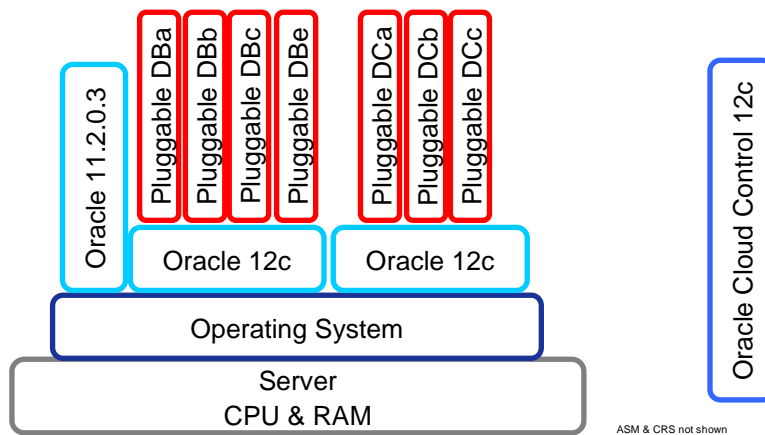 Oracle 11.2.0.3
Pluggable DBa
Pluggable DBb
Pluggable DBc
Pluggable DBe
Pluggable DCa
Pluggable DCb
Pluggable DCc
Oracle 12c
Oracle 12c
Operating System
Server
CPU & RAM
Oracle Cloud Control 12c
ASM & CRS not shown